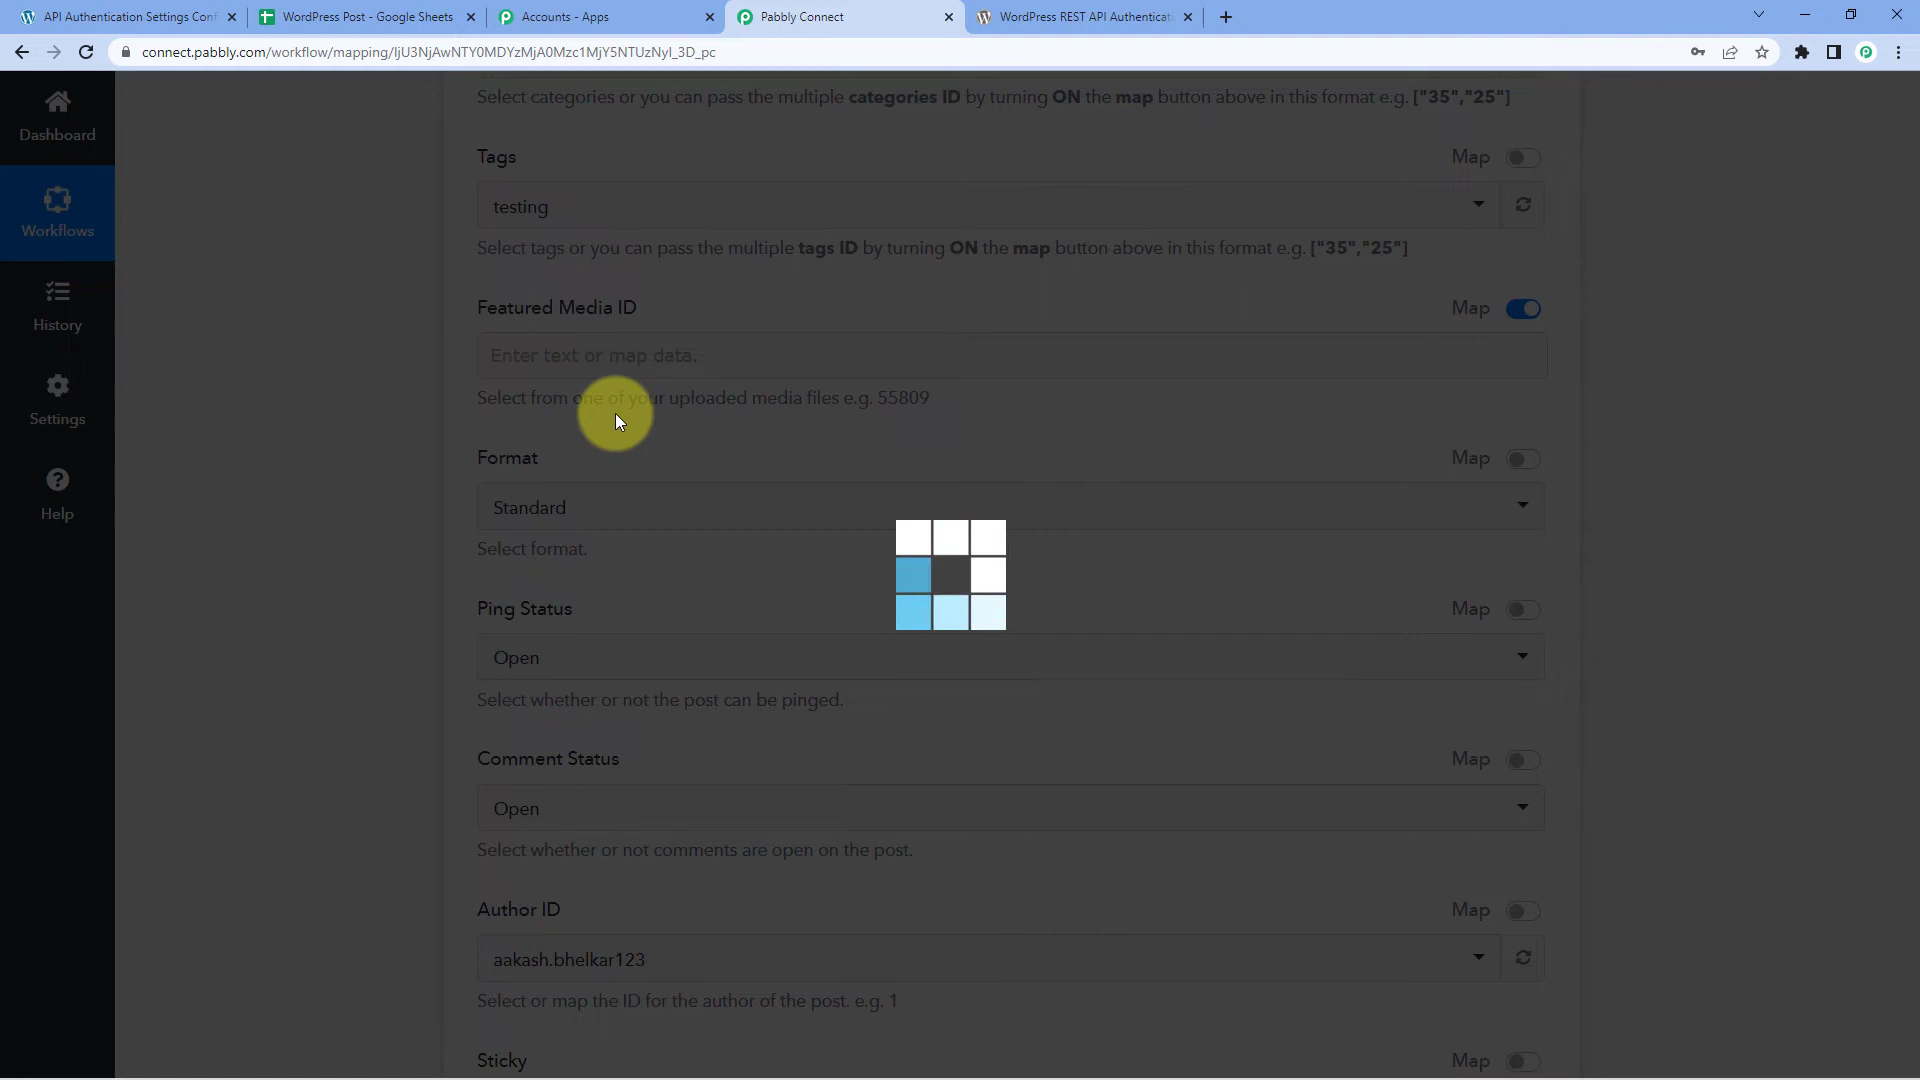 API Authentication Settings Conf
WordPress Post - Google Sheets
Accounts - Apps
Pabbly Connect
WordPress REST API Authenticati
connect.pabbly.com/workflow/mapping/IjU3NjAwNTY0MDYzMjA0Mzc1MjY5NTUzNyI_3D_pc
Dashboard
Workflows
History
Settings
Help
Select categories or you can pass the multiple categories ID by turning ON the map button above in this format e.g. ["35","25"]
Tags
Map
testing
Select tags or you can pass the multiple tags ID by turning ON the map button above in this format e.g. ["35","25"]
Featured Media ID
Map
Enter text or map data.
Select from one of your uploaded media files e.g. 55809
Format
Map
Standard
Select format.
Ping Status
Map
Open
Select whether or not the post can be pinged.
Comment Status
Map
Open
Select whether or not comments are open on the post.
Author ID
Map
aakash.bhelkar123
Select or map the ID for the author of the post. e.g. 1
Sticky
Map